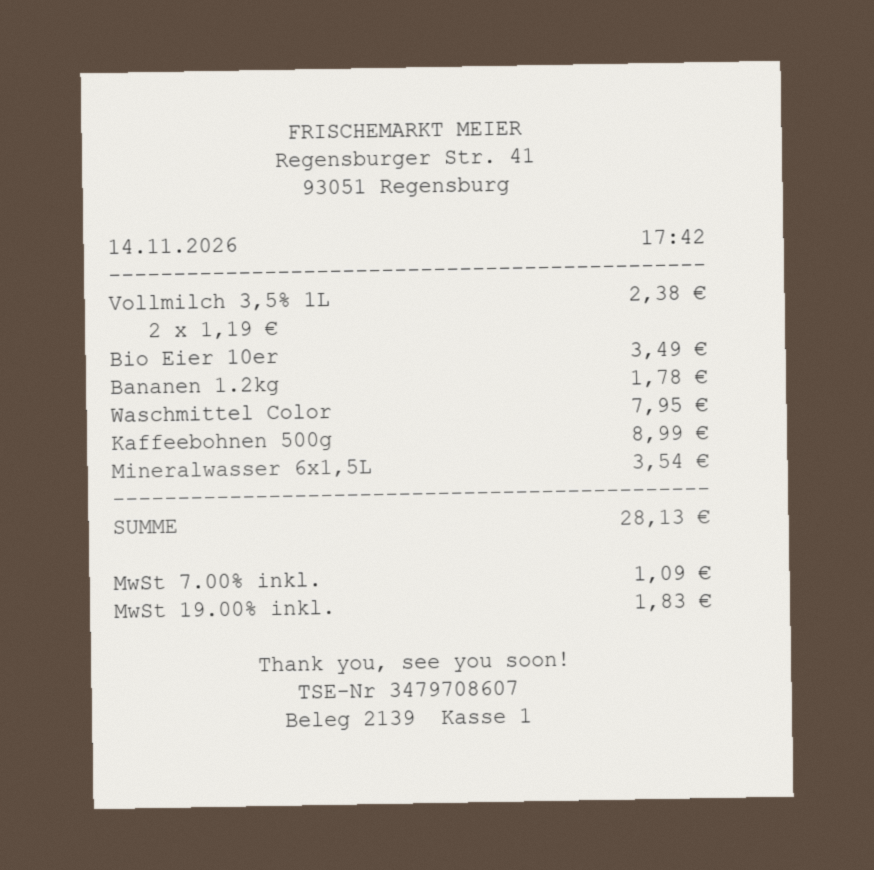 FRISCHEMARKT MEIER
Regensburger Str. 41
93051 Regensburg
14.11.2026 17:42
----------------------------------------------
Vollmilch 3,5% 1L 2,38 €
2 x 1,19 €
Bio Eier 10er 3,49 €
Bananen 1.2kg 1,78 €
Waschmittel Color 7,95 €
Kaffeebohnen 500g 8,99 €
Mineralwasser 6x1,5L 3,54 €
----------------------------------------------
SUMME 28,13 €
MwSt 7.00% inkl. 1,09 €
MwSt 19.00% inkl. 1,83 €
Thank you, see you soon!
TSE-Nr 3479708607
Beleg 2139 Kasse 1